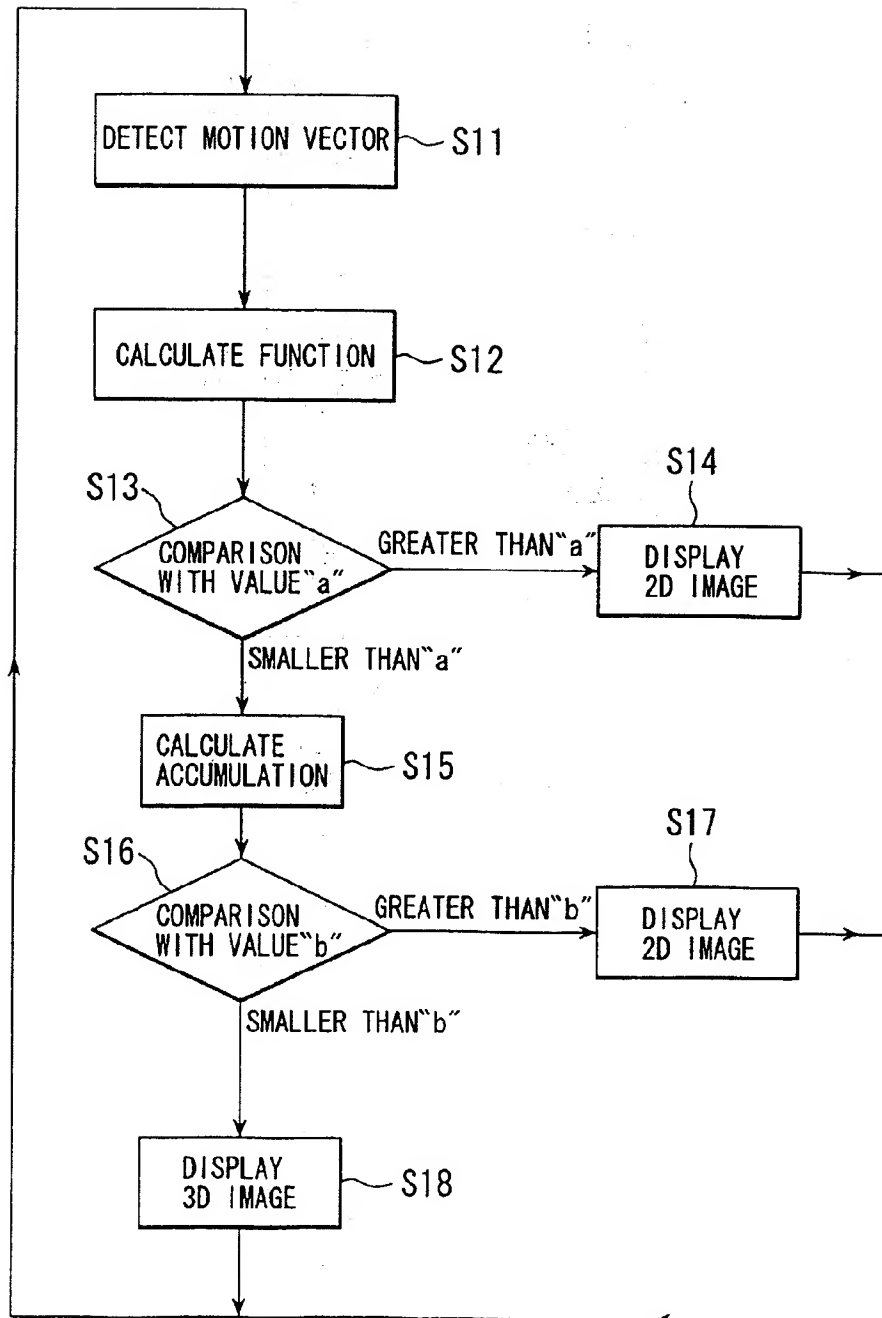 DETECT MOTION VECTOR
S11
CALCULATE FUNCTION
S12
S13
COMPARISON
WITH VALUE“a”
GREATER THAN“a”
S14
DISPLAY
2D IMAGE
SMALLER THAN“a”
CALCULATE
ACCUMULATION
S15
S16
COMPARISON
WITH VALUE“b”
GREATER THAN“b”
S17
DISPLAY
2D IMAGE
SMALLER THAN“b”
DISPLAY
3D IMAGE
S18